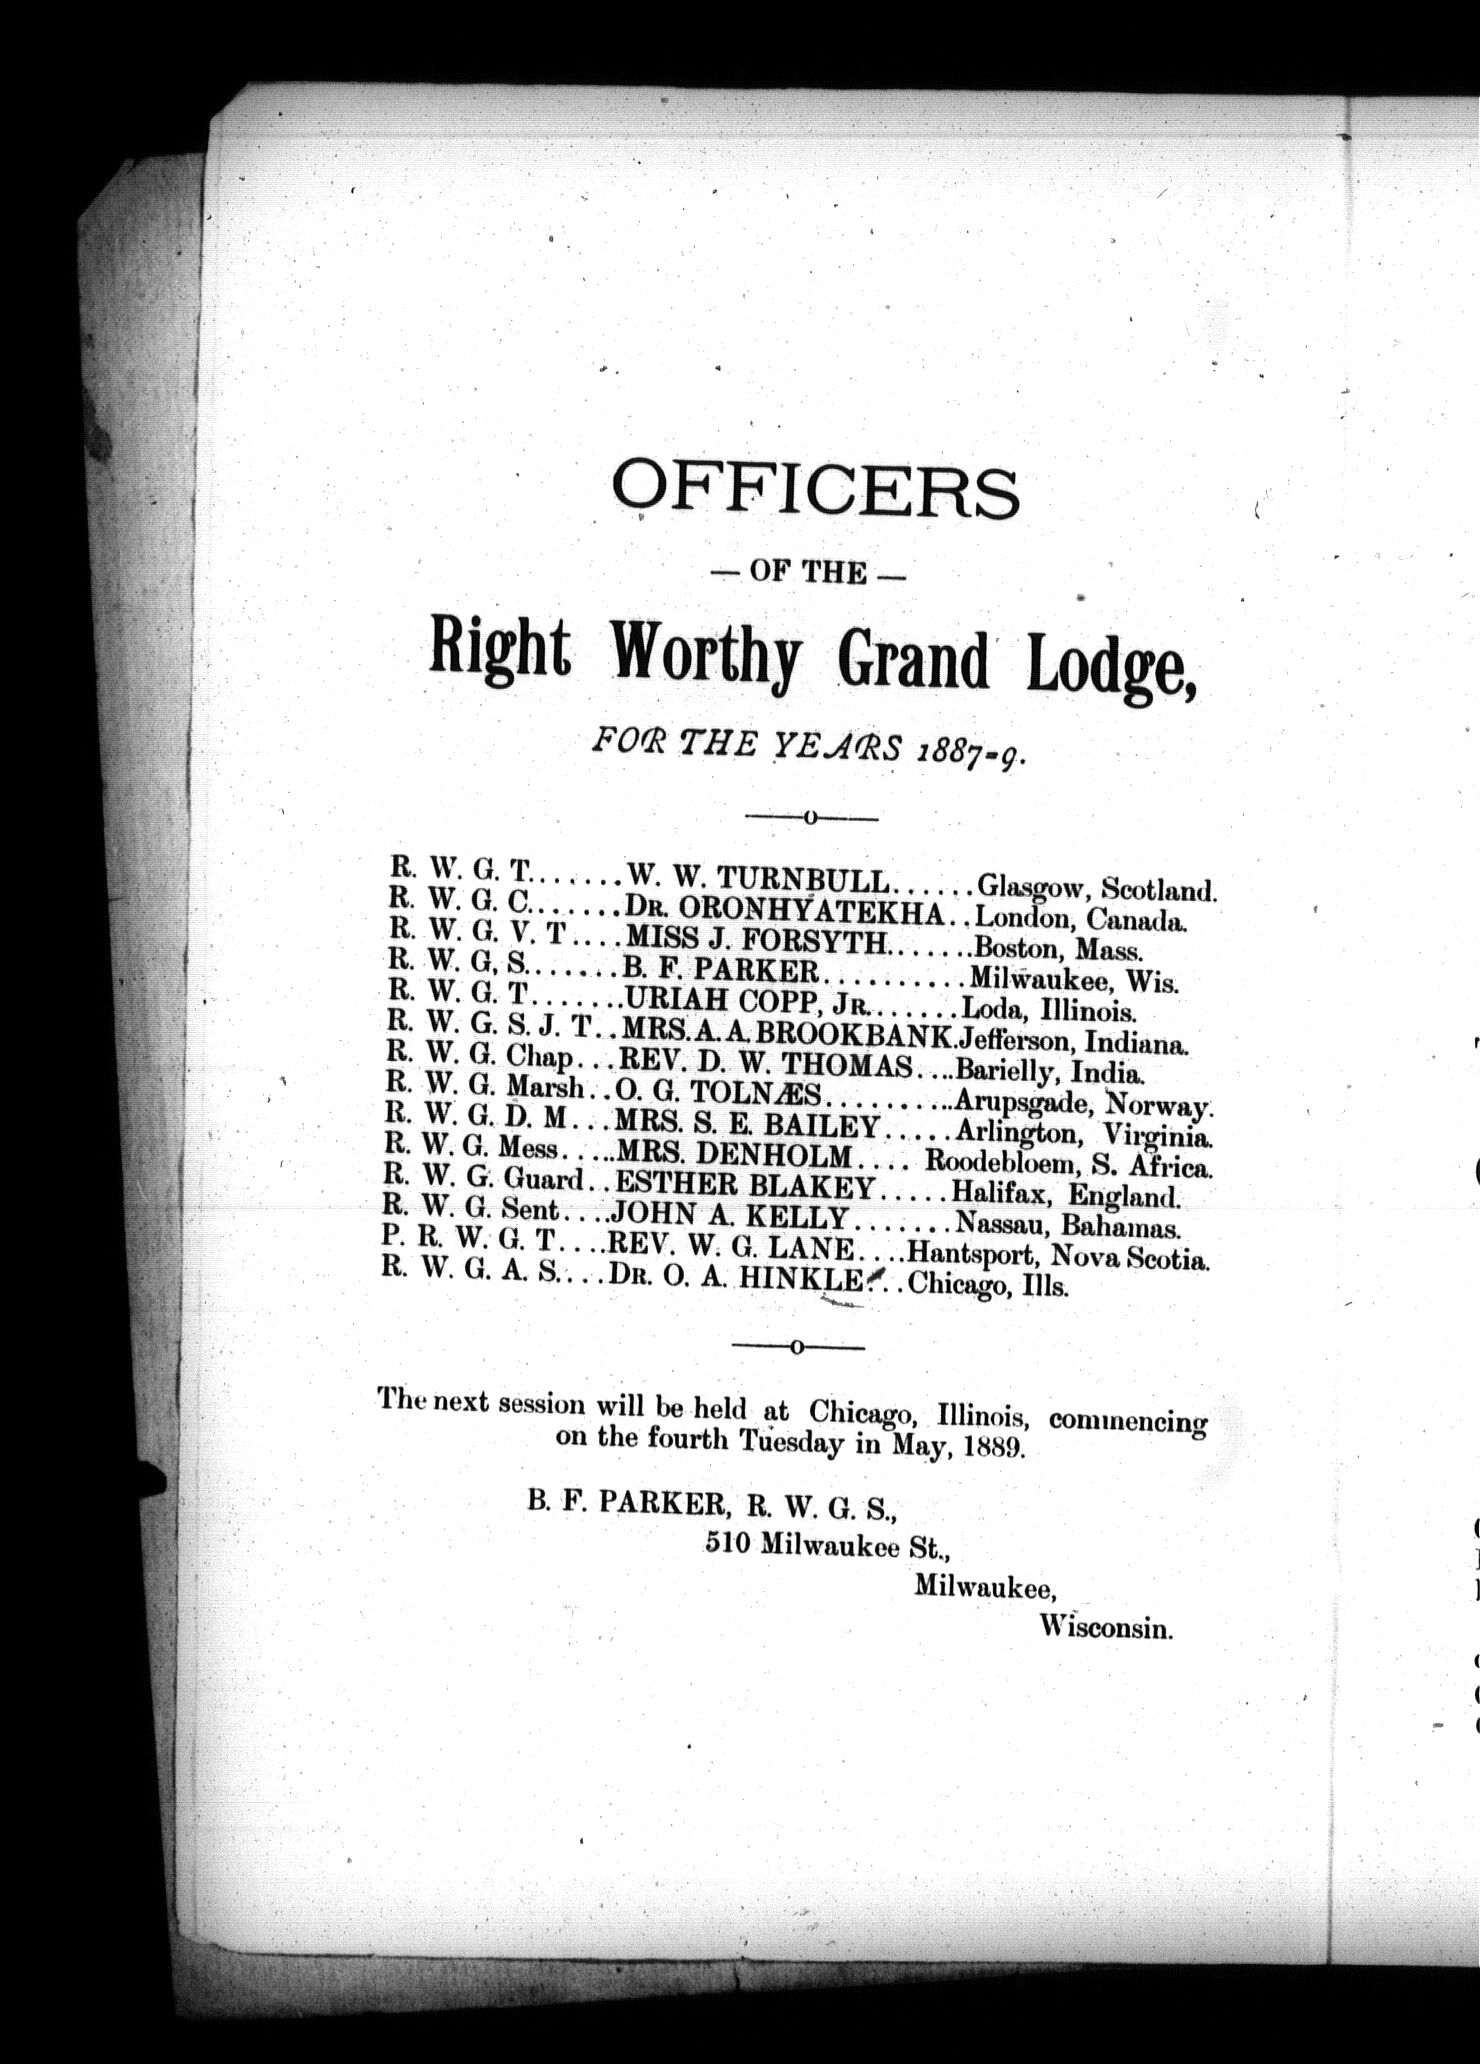 OFFICERS
— OF THE —
Right Worthy Grand Lodge,
FOR THE YEARS 1887-9.
——o——
R. W. G. T.......W. W. TURNBULL......Glasgow, Scotland.
R. W. G. C.......DR. ORONHYATEKHA..London, Canada.
R. W. G. V. T....MISS J. FORSYTH.......Boston, Mass.
R. W. G, S.......B. F. PARKER..........Milwaukee, Wis.
R. W. G. T.......URIAH COPP, JR.......Loda, Illinois.
R. W. G. S. J. T..MRS. A. A. BROOKBANK.Jefferson, Indiana.
R. W. G. Chap...REV. D. W. THOMAS....Barielly, India.
R. W. G. Marsh..O. G. TOLNÆS..........Arupsgade, Norway.
R. W. G. D. M...MRS. S. E. BAILEY.....Arlington, Virginia.
R. W. G. Mess.....MRS. DENHOLM.... Roodebloem, S. Africa.
R. W. G. Guard..ESTHER BLAKEY.....Halifax, England.
R. W. G. Sent....JOHN A. KELLY.......Nassau, Bahamas.
P. R. W. G. T....REV. W. G. LANE....Hantsport, Nova Scotia.
R. W. G. A. S....DR. O. A. HINKLE...Chicago, Ills.
——o——
The next session will be held at Chicago, Illinois, commencing
on the fourth Tuesday in May, 1889.
B. F. PARKER, R. W. G. S.,
510 Milwaukee St.,
Milwaukee,
Wisconsin.